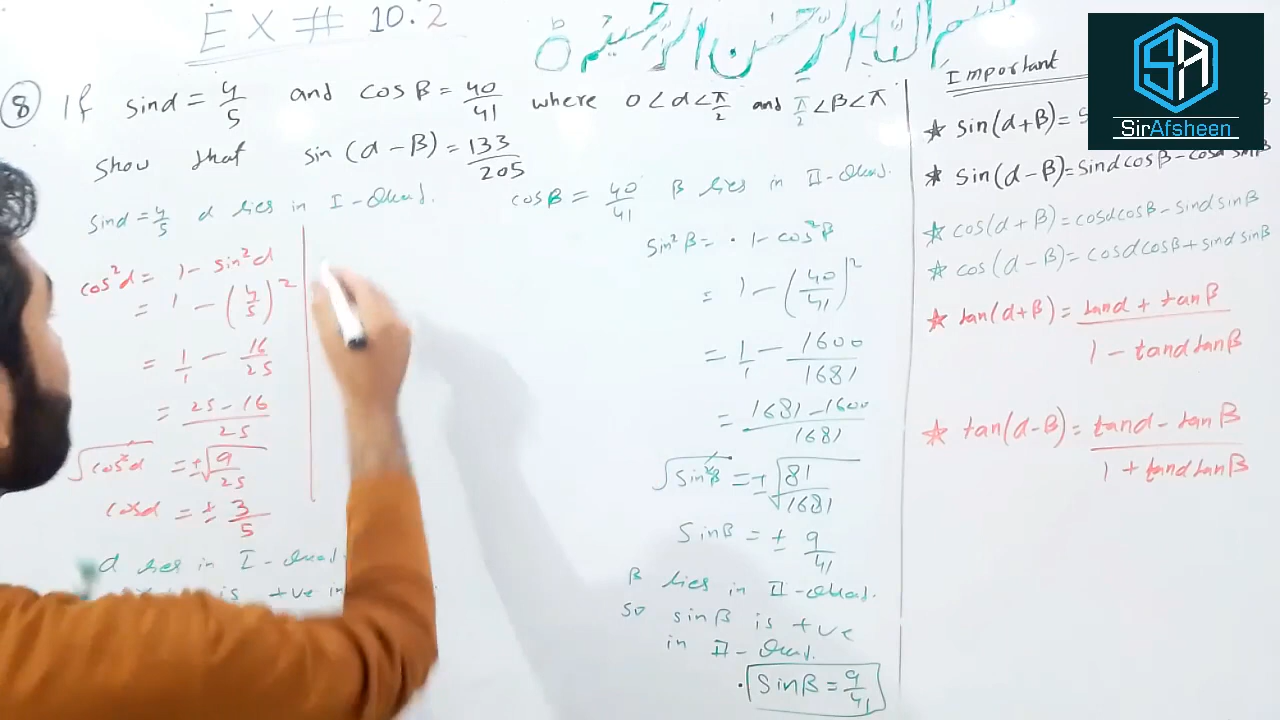 Ex # 10.2
بسم اللہ الرحمٰن الرحیم
8 If sinα = 4/5 and cosβ = 40/41 where 0 < α < π/2 and π/2 < β < π
Show that sin(α - β) = 133/205
sinα = 4/5 α lies in I - Quad.
cos²α = 1 - sin²α
= 1 - (4/5)²
= 1/1 - 16/25
= 25 - 16/25
√cos²α = ±√9/25
cosα = ± 3/5
α lies in I - Quad.
is +ve in
cosβ = 40/41 β lies in II - Quad.
sin²β = 1 - cos²β
= 1 - (40/41)²
= 1/1 - 1600/1681
= 1681 - 1600/1681
√sin²β = ±√81/1681
Sinβ = ± 9/41
β lies in II - Quad.
so sinβ is +ve
in II - Quad.
Sinβ = 9/41
Important
★ sin(α+β) =
★ Sin(α-β) = Sinα cosβ - cosα sinβ
★ cos(α+β) = cosα cosβ - sinα sinβ
★ cos(α-β) = cosα cosβ + sinα sinβ
★ tan(α+β) = tanα + tanβ / 1 - tanα tanβ
★ tan(α-β) = tanα - tanβ / 1 + tanα tanβ
SA
SirAfsheen